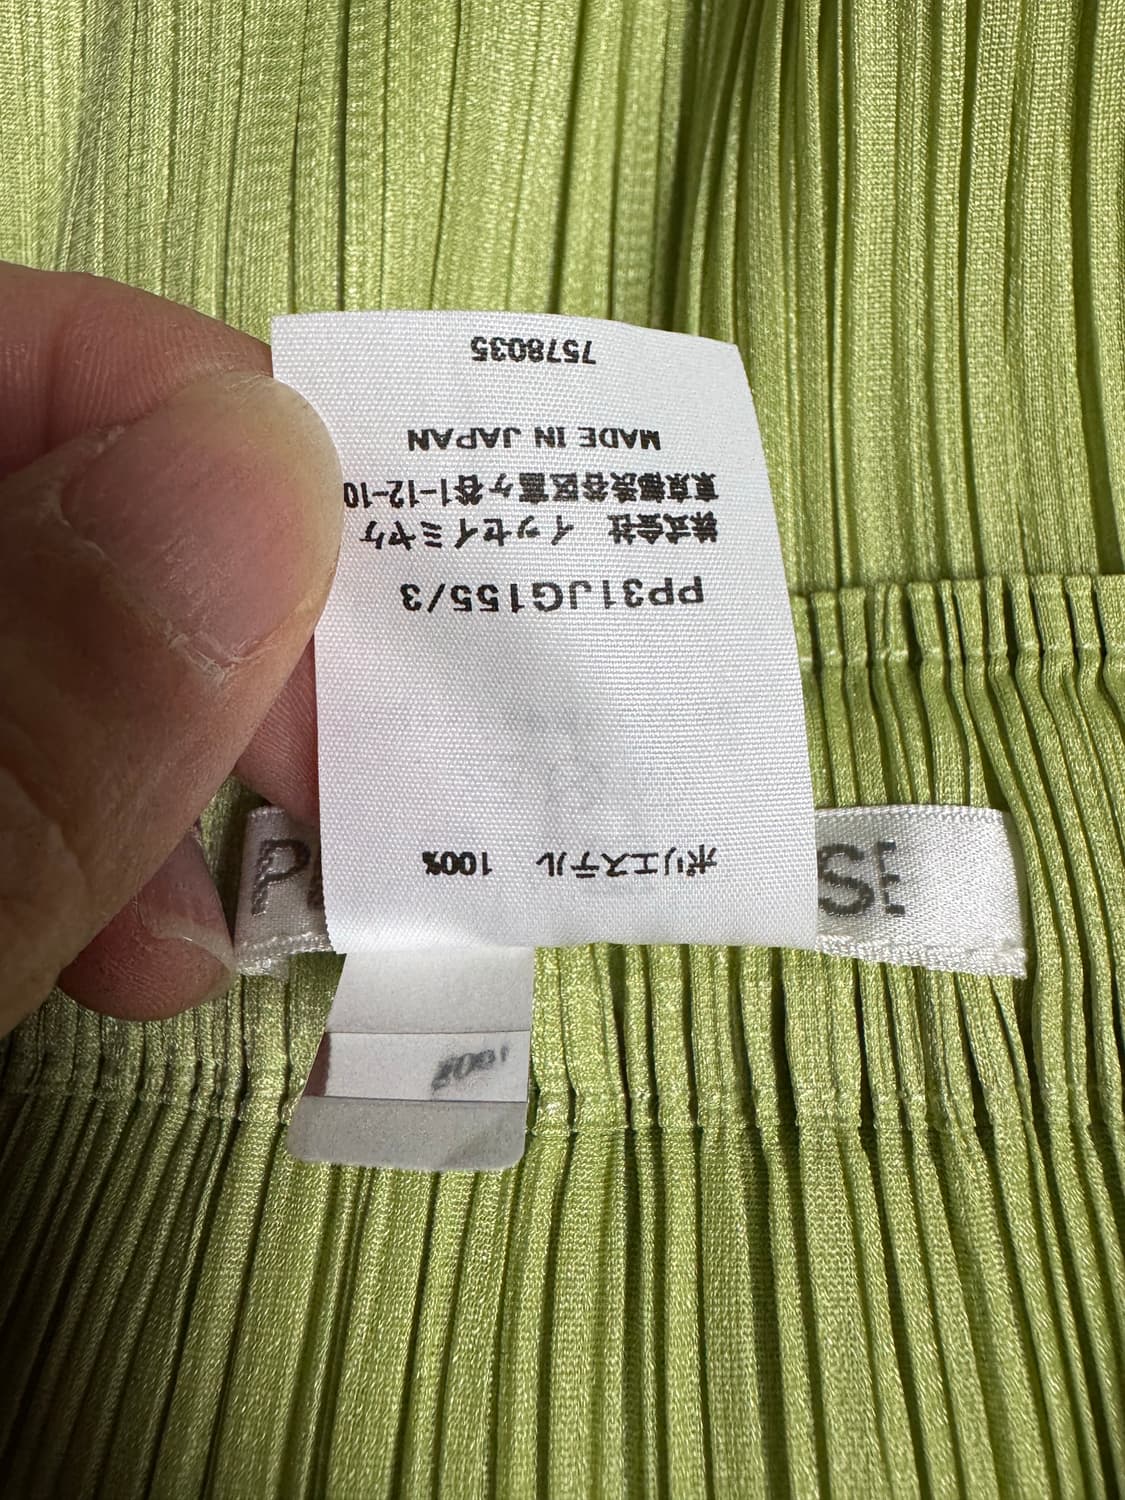 ポリエステル 100%
PP31JG155/3
株式会社 イッセイミヤケ
東京都渋谷区富ヶ谷1-12-10
MADE IN JAPAN
7578035
P
SE